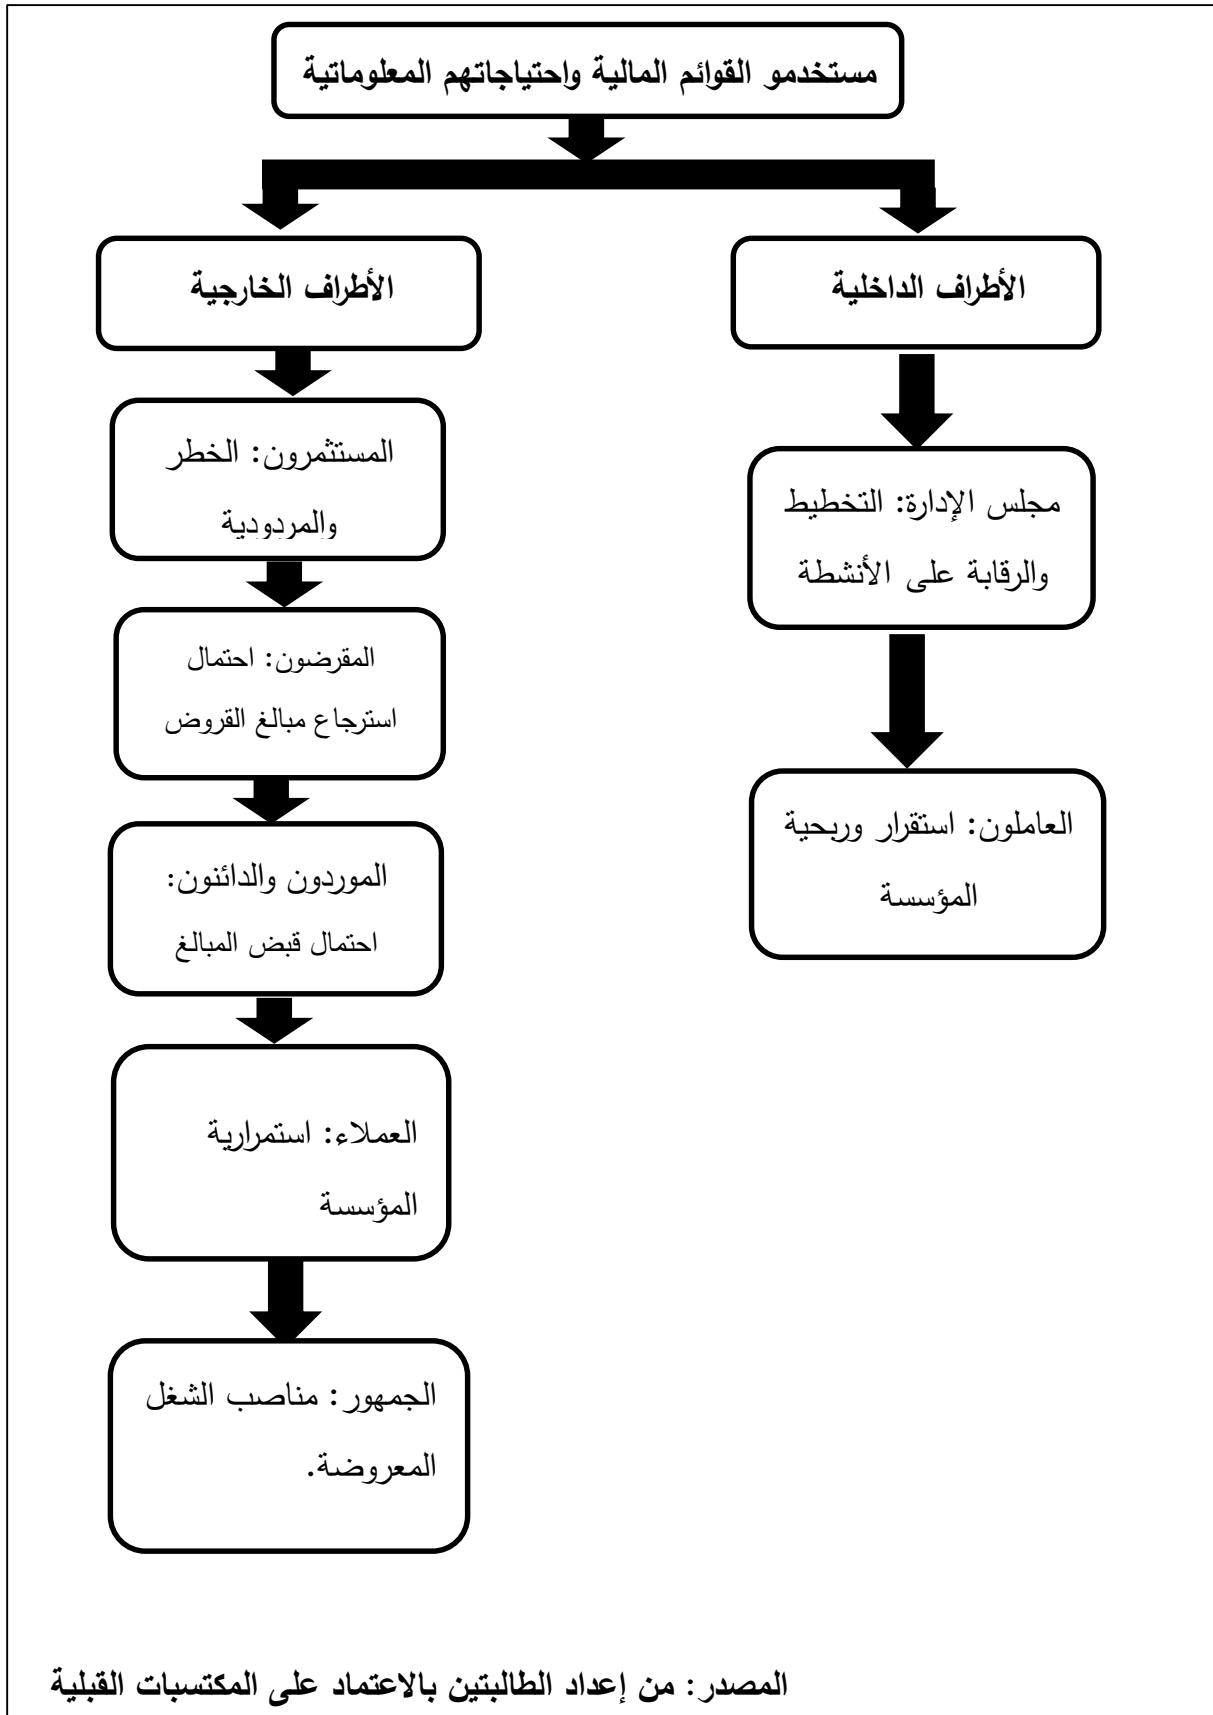 مستخدمو القوائم المالية واحتياجاتهم المعلوماتية
الأطراف الداخلية
الأطراف الخارجية
مجلس الإدارة: التخطيط
والرقابة على الأنشطة
العاملون: استقرار وربحية
المؤسسة
المستثمرون: الخطر
والمردودية
المقرضون: احتمال
استرجاع مبالغ القروض
الموردون والدائنون:
احتمال قبض المبالغ
العملاء: استمرارية
المؤسسة
الجمهور: مناصب الشغل
المعروضة.
المصدر: من إعداد الطالبتين بالاعتماد على المكتسبات القبلية